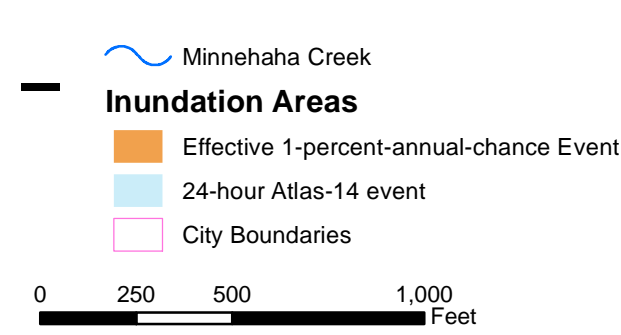 Minnehaha Creek
Inundation Areas
Effective 1-percent-annual-chance Event
24-hour Atlas-14 event
City Boundaries
0 250 500 1,000
Feet